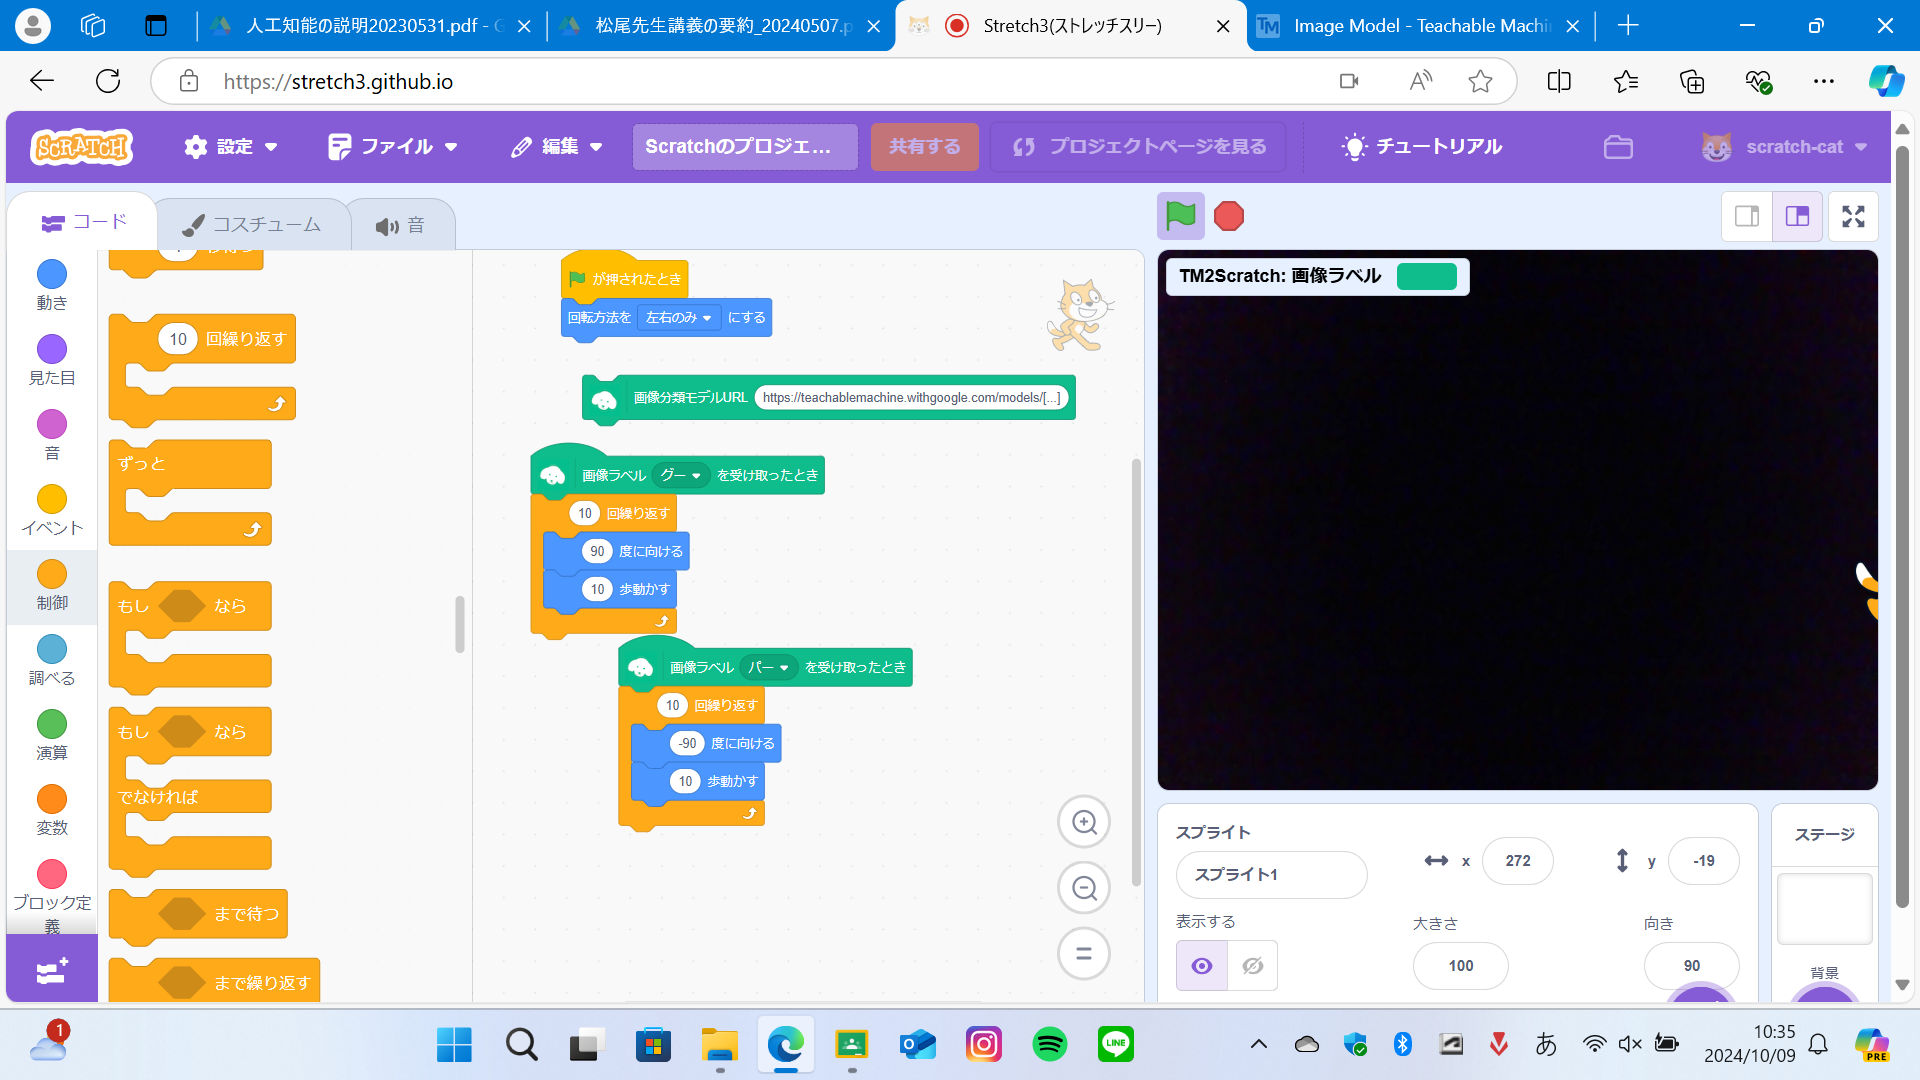 人工知能の説明20230531.pdf - G
松尾先生講義の要約_20240507.p
Stretch3(ストレッチスリー)
Image Model - Teachable Machi
https://stretch3.github.io
SCRATCH
設定
ファイル
編集
Scratchのプロジェ...
共有する
プロジェクトページを見る
チュートリアル
scratch-cat
コード
コスチューム
音
動き
見た目
音
イベント
制御
調べる
演算
変数
ブロック定
義
10 回繰り返す
ずっと
もし なら
もし なら
でなければ
まで待つ
まで繰り返す
が押されたとき
回転方法を 左右のみ にする
画像分類モデルURL https://teachablemachine.withgoogle.com/models/[...]
画像ラベル グー を受け取ったとき
10 回繰り返す
90 度に向ける
10 歩動かす
画像ラベル パー を受け取ったとき
10 回繰り返す
-90 度に向ける
10 歩動かす
TM2Scratch: 画像ラベル
スプライト
スプライト1
x 272
y -19
表示する
大きさ
100
向き
90
ステージ
背景
1
LINE
あ
10:35
2024/10/09
PRE